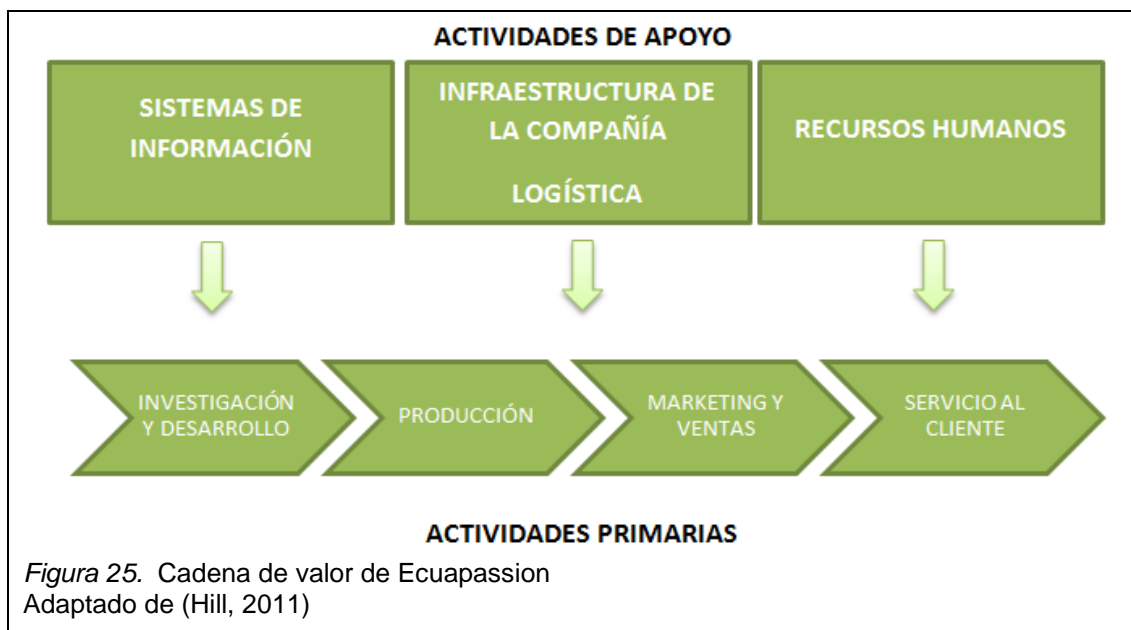 ACTIVIDADES DE APOYO
SISTEMAS DE
INFORMACIÓN
INFRAESTRUCTURA DE
LA COMPAÑÍA
LOGÍSTICA
RECURSOS HUMANOS
INVESTIGACIÓN
Y DESARROLLO
PRODUCCIÓN
MARKETING Y
VENTAS
SERVICIO AL
CLIENTE
ACTIVIDADES PRIMARIAS
Figura 25. Cadena de valor de Ecuapassion
Adaptado de (Hill, 2011)